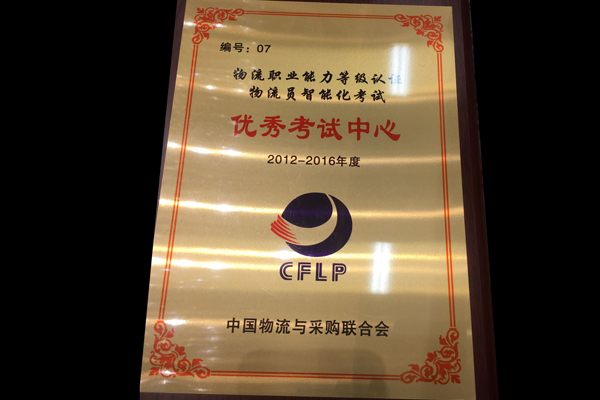 编号：07
物流职业能力等级认证
物流员智能化考试
优秀考试中心
2012-2016年度
CFLP
中国物流与采购联合会